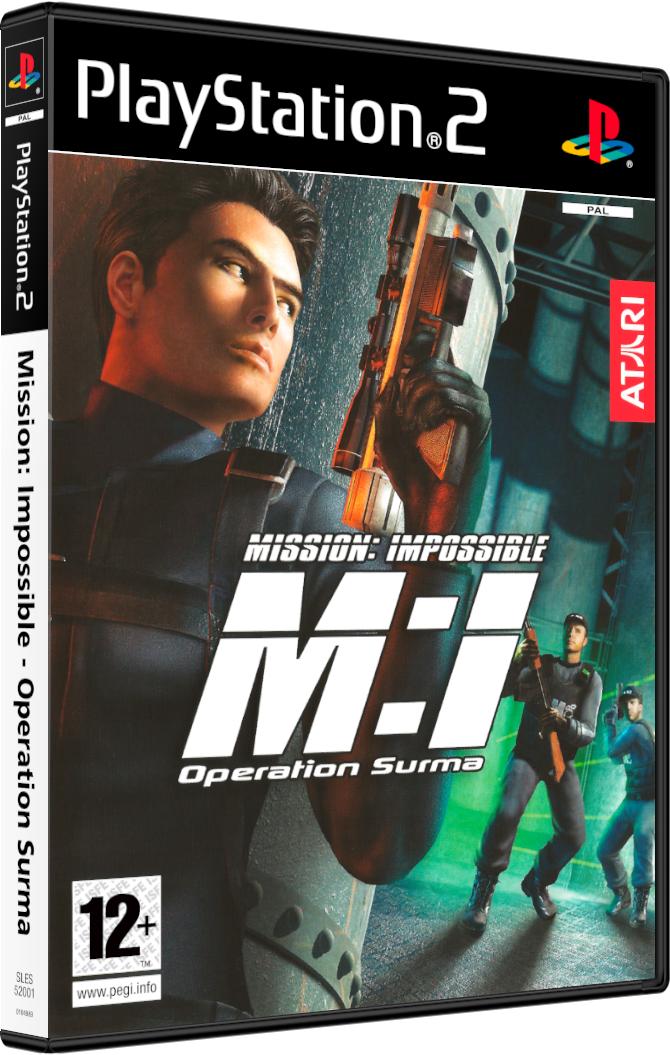 PAL
PlayStation®2
Mission: Impossible - Operation Surma
SLES
52001
PlayStation®2
PAL
ATARI
MISSION: IMPOSSIBLE
M:I
Operation Surma
12+
TM
www.pegi.info